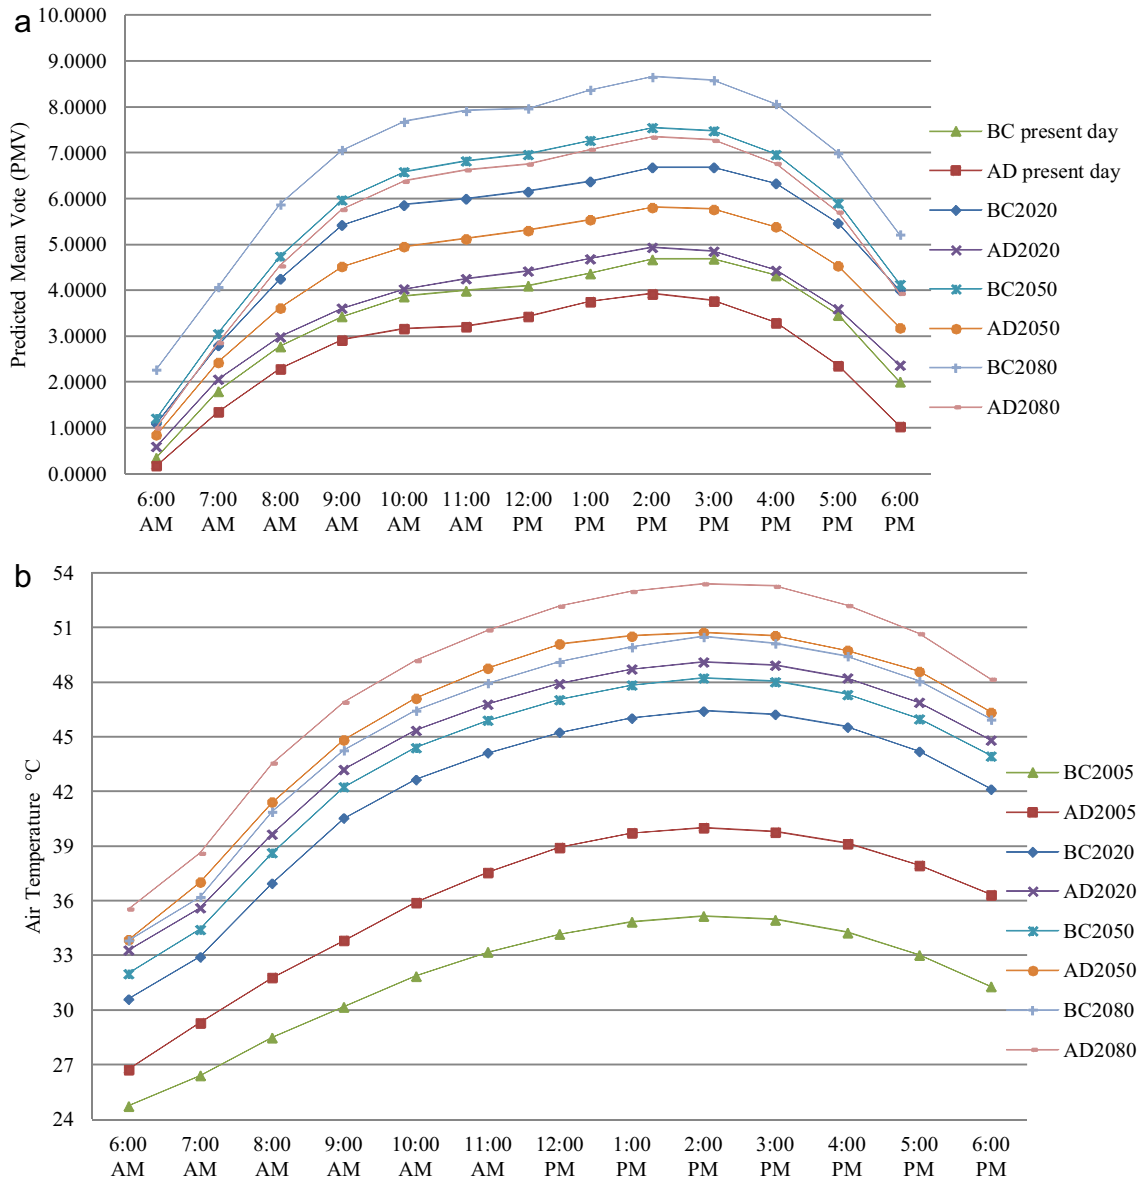 a
10.0000
9.0000
8.0000
7.0000
6.0000
5.0000
4.0000
3.0000
2.0000
1.0000
0.0000
Predicted Mean Vote (PMV)
6:00 7:00 8:00 9:00 10:00 11:00 12:00 1:00 2:00 3:00 4:00 5:00 6:00
AM AM AM AM AM AM PM PM PM PM PM PM PM
BC present day
AD present day
BC2020
AD2020
BC2050
AD2050
BC2080
AD2080
b
54
51
48
45
42
39
36
33
30
27
24
Air Temperature °C
6:00 7:00 8:00 9:00 10:00 11:00 12:00 1:00 2:00 3:00 4:00 5:00 6:00
AM AM AM AM AM AM PM PM PM PM PM PM PM
BC2005
AD2005
BC2020
AD2020
BC2050
AD2050
BC2080
AD2080